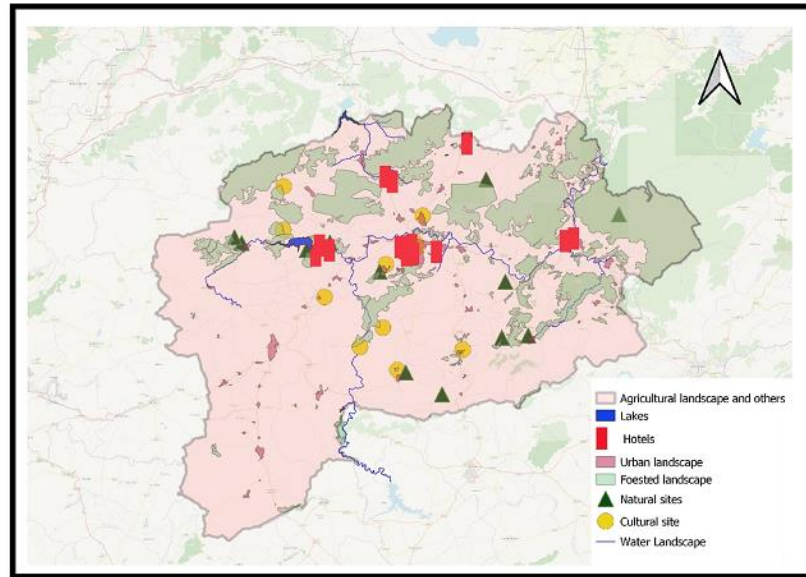 Agricultural landscape and others
Lakes
Hotels
Urban landscape
Foested landscape
Natural sites
Cultural site
Water Landscape